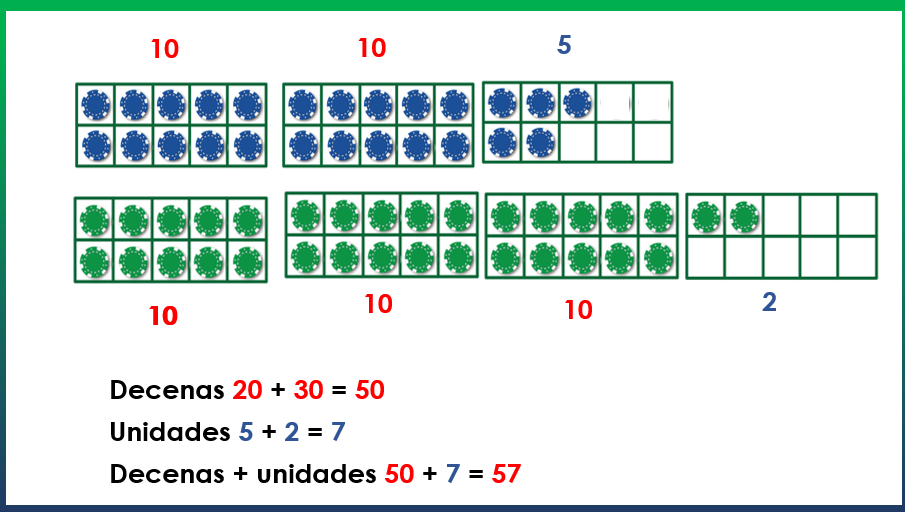 10 10 5
10 10 10 2
Decenas 20 + 30 = 50
Unidades 5 + 2 = 7
Decenas + unidades 50 + 7 = 57